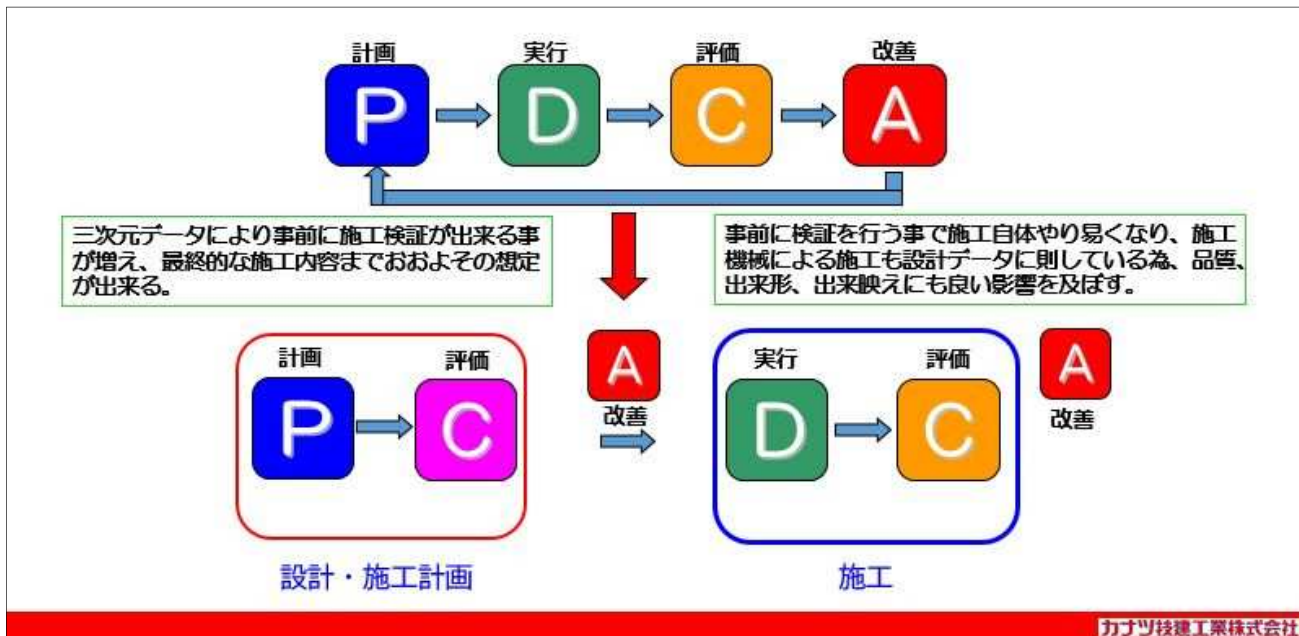 計画 実行 評価 改善
P D C A
三次元データにより事前に施工検証が出来る事
が増え、最終的な施工内容までおおよその想定
が出来る。
事前に検証を行う事で施工自体やり易くなり、施工
機械による施工も設計データに則している為、品質、
出来形、出来映えにも良い影響を及ぼす。
計画 評価
P C
A
改善
実行 評価
D C
A
改善
設計・施工計画
施工
カナツ技建工業株式会社